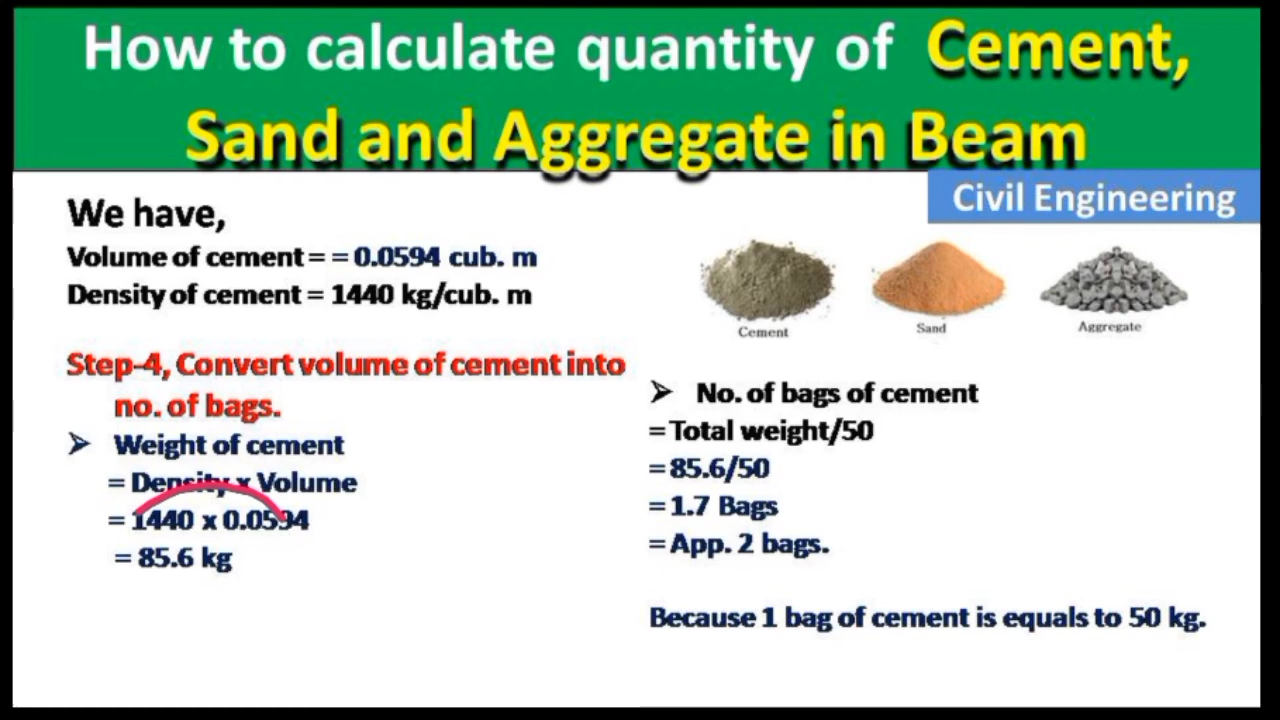 How to calculate quantity of Cement,
Sand and Aggregate in Beam
Civil Engineering
We have,
Volume of cement = = 0.0594 cub. m
Density of cement = 1440 kg/cub. m
Cement
Sand
Aggregate
Step-4, Convert volume of cement into
no. of bags.
➢ Weight of cement
= Density x Volume
= 1440 x 0.0594
= 85.6 kg
➢ No. of bags of cement
= Total weight/50
= 85.6/50
= 1.7 Bags
= App. 2 bags.
Because 1 bag of cement is equals to 50 kg.